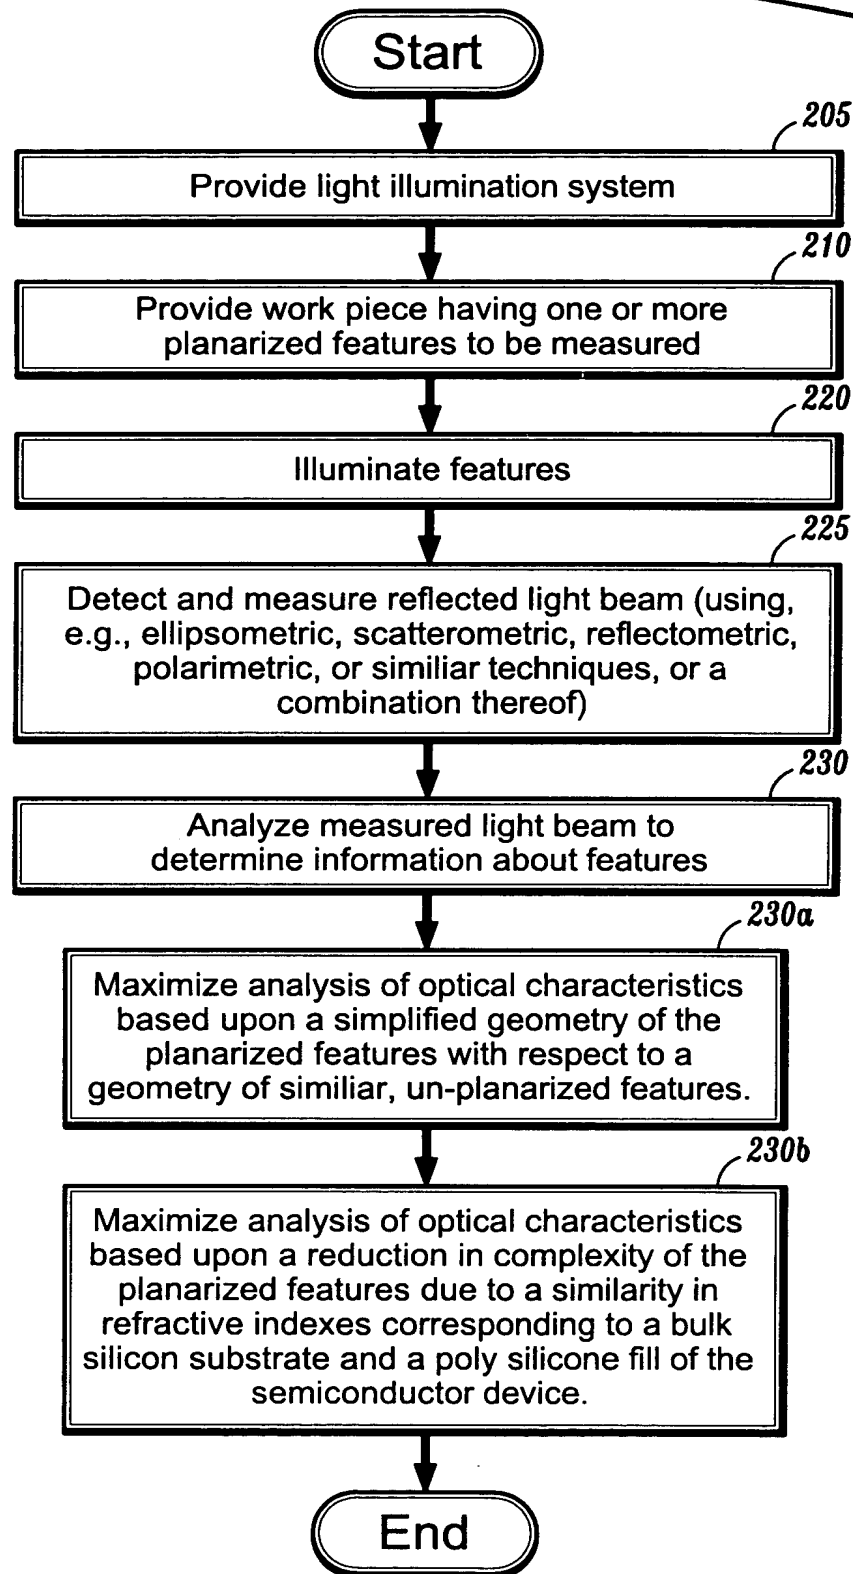 Start
205
Provide light illumination system
210
Provide work piece having one or more
planarized features to be measured
220
Illuminate features
225
Detect and measure reflected light beam (using,
e.g., ellipsometric, scatterometric, reflectometric,
polarimetric, or similiar techniques, or a
combination thereof)
230
Analyze measured light beam to
determine information about features
230a
Maximize analysis of optical characteristics
based upon a simplified geometry of the
planarized features with respect to a
geometry of similiar, un-planarized features.
230b
Maximize analysis of optical characteristics
based upon a reduction in complexity of the
planarized features due to a similarity in
refractive indexes corresponding to a bulk
silicon substrate and a poly silicone fill of the
semiconductor device.
End